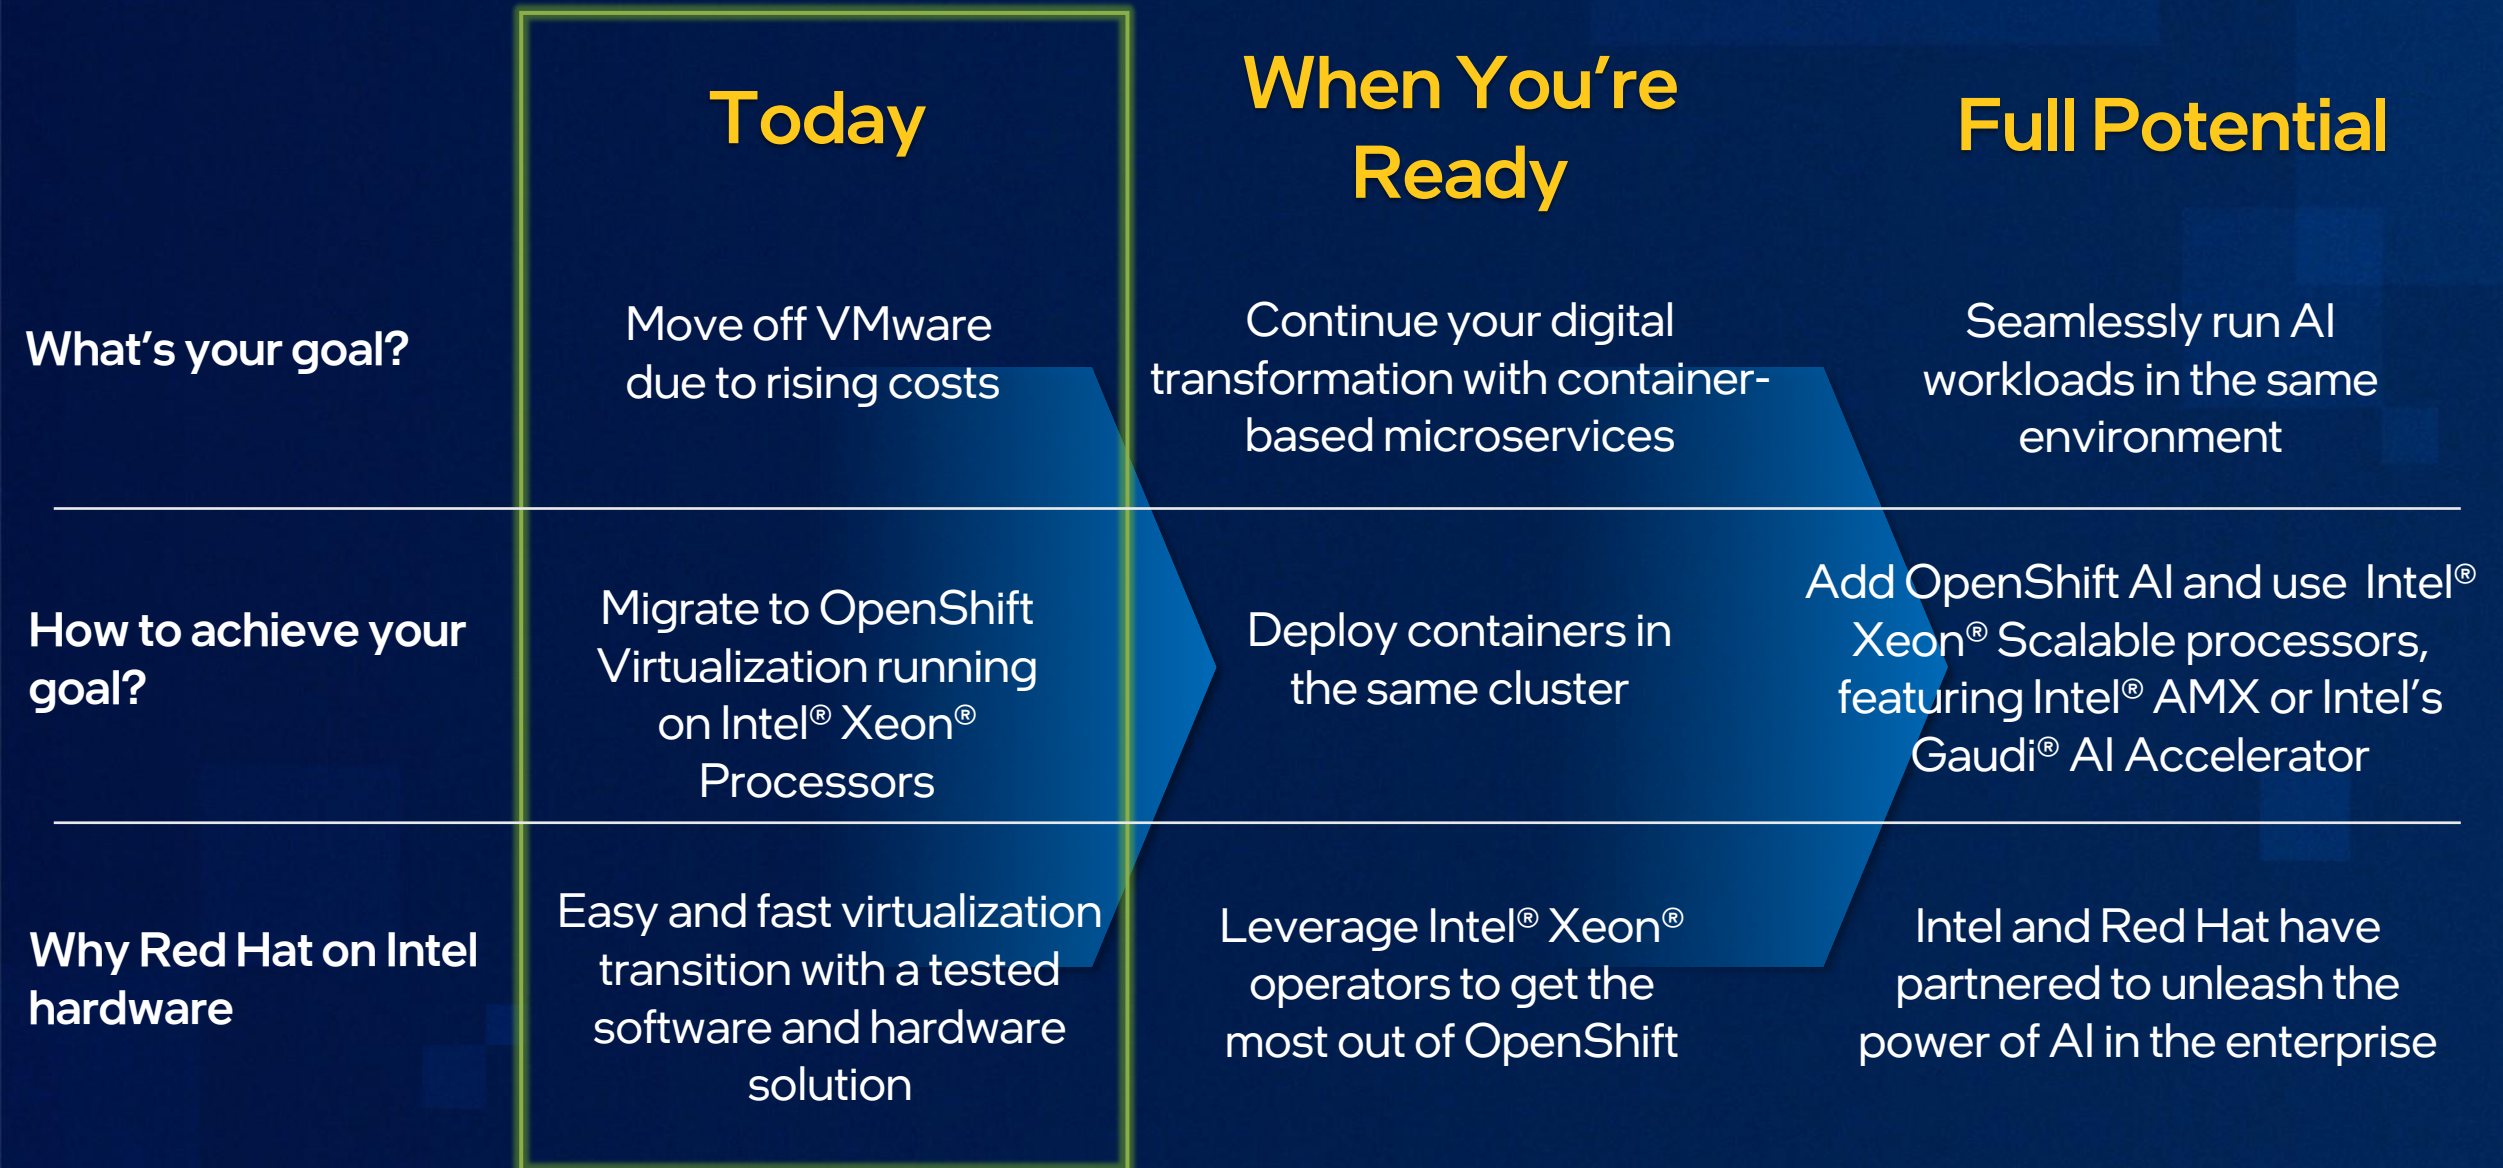 Today
When You’re
Ready
Full Potential
What’s your goal?
Move off VMware
due to rising costs
Continue your digital
transformation with container-
based microservices
Seamlessly run AI
workloads in the same
environment
How to achieve your
goal?
Migrate to OpenShift
Virtualization running
on Intel® Xeon®
Processors
Deploy containers in
the same cluster
Add OpenShift AI and use Intel®
Xeon® Scalable processors,
featuring Intel® AMX or Intel’s
Gaudi® AI Accelerator
Why Red Hat on Intel
hardware
Easy and fast virtualization
transition with a tested
software and hardware
solution
Leverage Intel® Xeon®
operators to get the
most out of OpenShift
Intel and Red Hat have
partnered to unleash the
power of AI in the enterprise